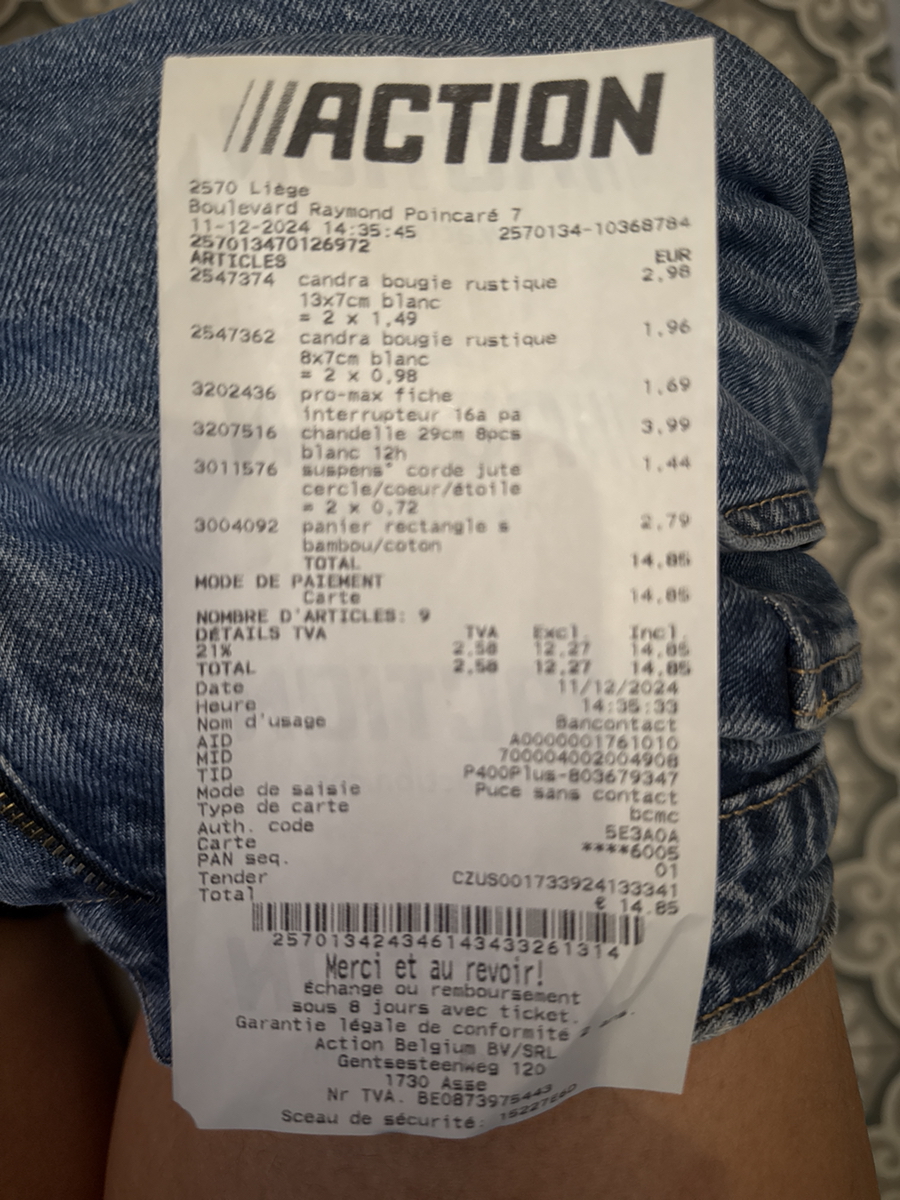 ACTION
2570 Liège
Boulevard Raymond Poincaré 7
11-12-2024 14:35:45 2570134-10368784
257013470126972
ARTICLES EUR
2547374 candra bougie rustique 2,98
13x7cm blanc
= 2 x 1,49
2547362 candra bougie rustique 1,96
8x7cm blanc
= 2 x 0,98
3202436 pro-max fiche 1,69
interrupteur 16a pa
3207516 chandelle 29cm 8pcs 3,99
blanc 12h
3011576 suspens° corde jute 1,44
cercle/coeur/étoile
= 2 x 0,72
3004092 panier rectangle s 2,79
bambou/coton
TOTAL 14,85
MODE DE PAIEMENT
Carte 14,85
NOMBRE D'ARTICLES: 9
DÉTAILS TVA TVA Excl. Incl.
21% 2,58 12,27 14,85
TOTAL 2,58 12,27 14,85
Date 11/12/2024
Heure 14:35:33
Nom d'usage Bancontact
AID A0000001761010
MID 700004002004908
TID P400Plus-803679347
Mode de saisie Puce sans contact
Type de carte bcmc
Auth. code 5E3A0A
Carte ****6005
PAN seq. 01
Tender CZUS001733924133341
Total € 14.85
257013424346143433261314
Merci et au revoir!
Échange ou remboursement
sous 8 jours avec ticket.
Garantie légale de conformité
Action Belgium BV/SRL
Gentsesteenweg 120
1730 Asse
Nr TVA. BE0873975443
Sceau de sécurité: